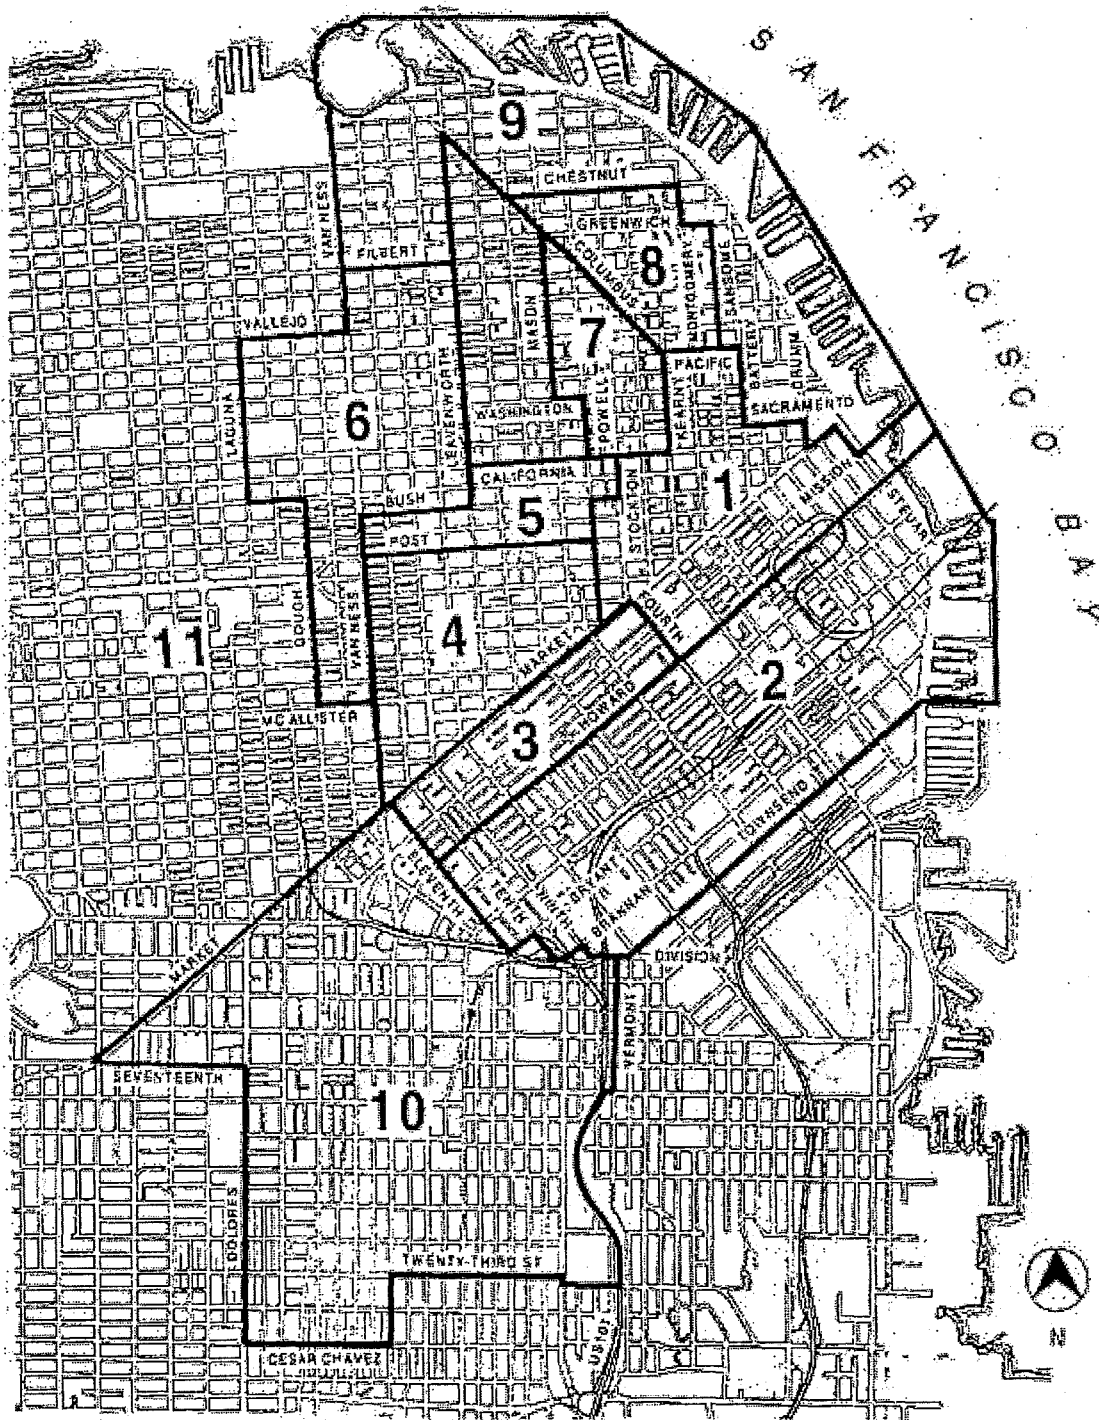 SAN FRANCISCO BAY
9
CHESTNUT
VAN NESS
GREENWICH
FILBERT
COLUMBUS
8
MONTGOMERY
SANSOME
VALLEJO
MASON
7
BATTERY
DRUMM
PACIFIC
LAGUNA
6
LEAVENWORTH
WASHINGTON
POWELL
KEARNY
SACRAMENTO
CALIFORNIA
BUSH
5
STOCKTON
1
MISSION
STEUART
POST
GOUGH
VAN NESS
11
4
MARKET
FOURTH
2
MCALLISTER
3
HOWARD
TOWNSEND
ELEVENTH
TENTH
NINTH
BRYANT
BRANNAN
MARKET
DIVISION
VERMONT
SEVENTEENTH
10
DOLORES
TWENTY-THIRD ST
CESAR CHAVEZ
US 101
N